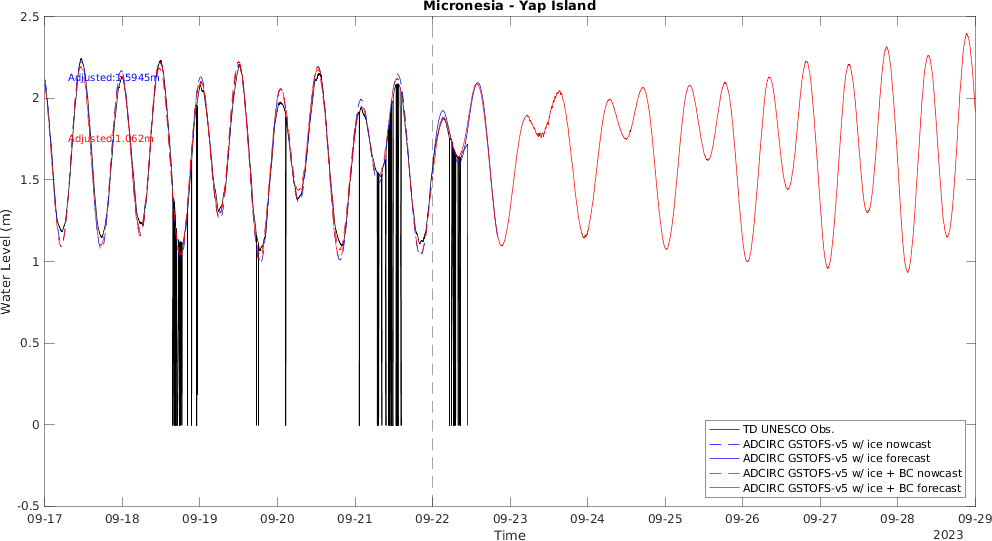 Micronesia - Yap Island
2.5
2
1.5
1
0.5
0
-0.5
Water Level (m)
Adjusted:1.5945m
Adjusted:1.062m
TD UNESCO Obs.
ADCIRC GSTOFS-v5 w/ ice nowcast
ADCIRC GSTOFS-v5 w/ ice forecast
ADCIRC GSTOFS-v5 w/ ice + BC nowcast
ADCIRC GSTOFS-v5 w/ ice + BC forecast
09-17 09-18 09-19 09-20 09-21 09-22 09-23 09-24 09-25 09-26 09-27 09-28 09-29
Time
2023